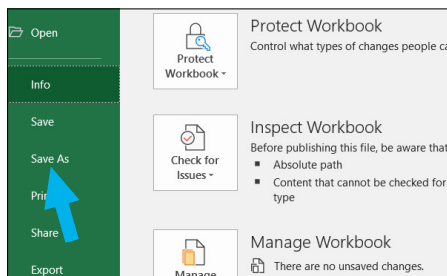 Open
Info
Save
Save As
Share
Export
Protect Workbook
Control what types of changes people
Protect
Workbook
Inspect Workbook
Before publishing this file, be aware that
Absolute path
Content that cannot be checked for
type
Check for
Issues
Manage Workbook
There are no unsaved changes.
Manage